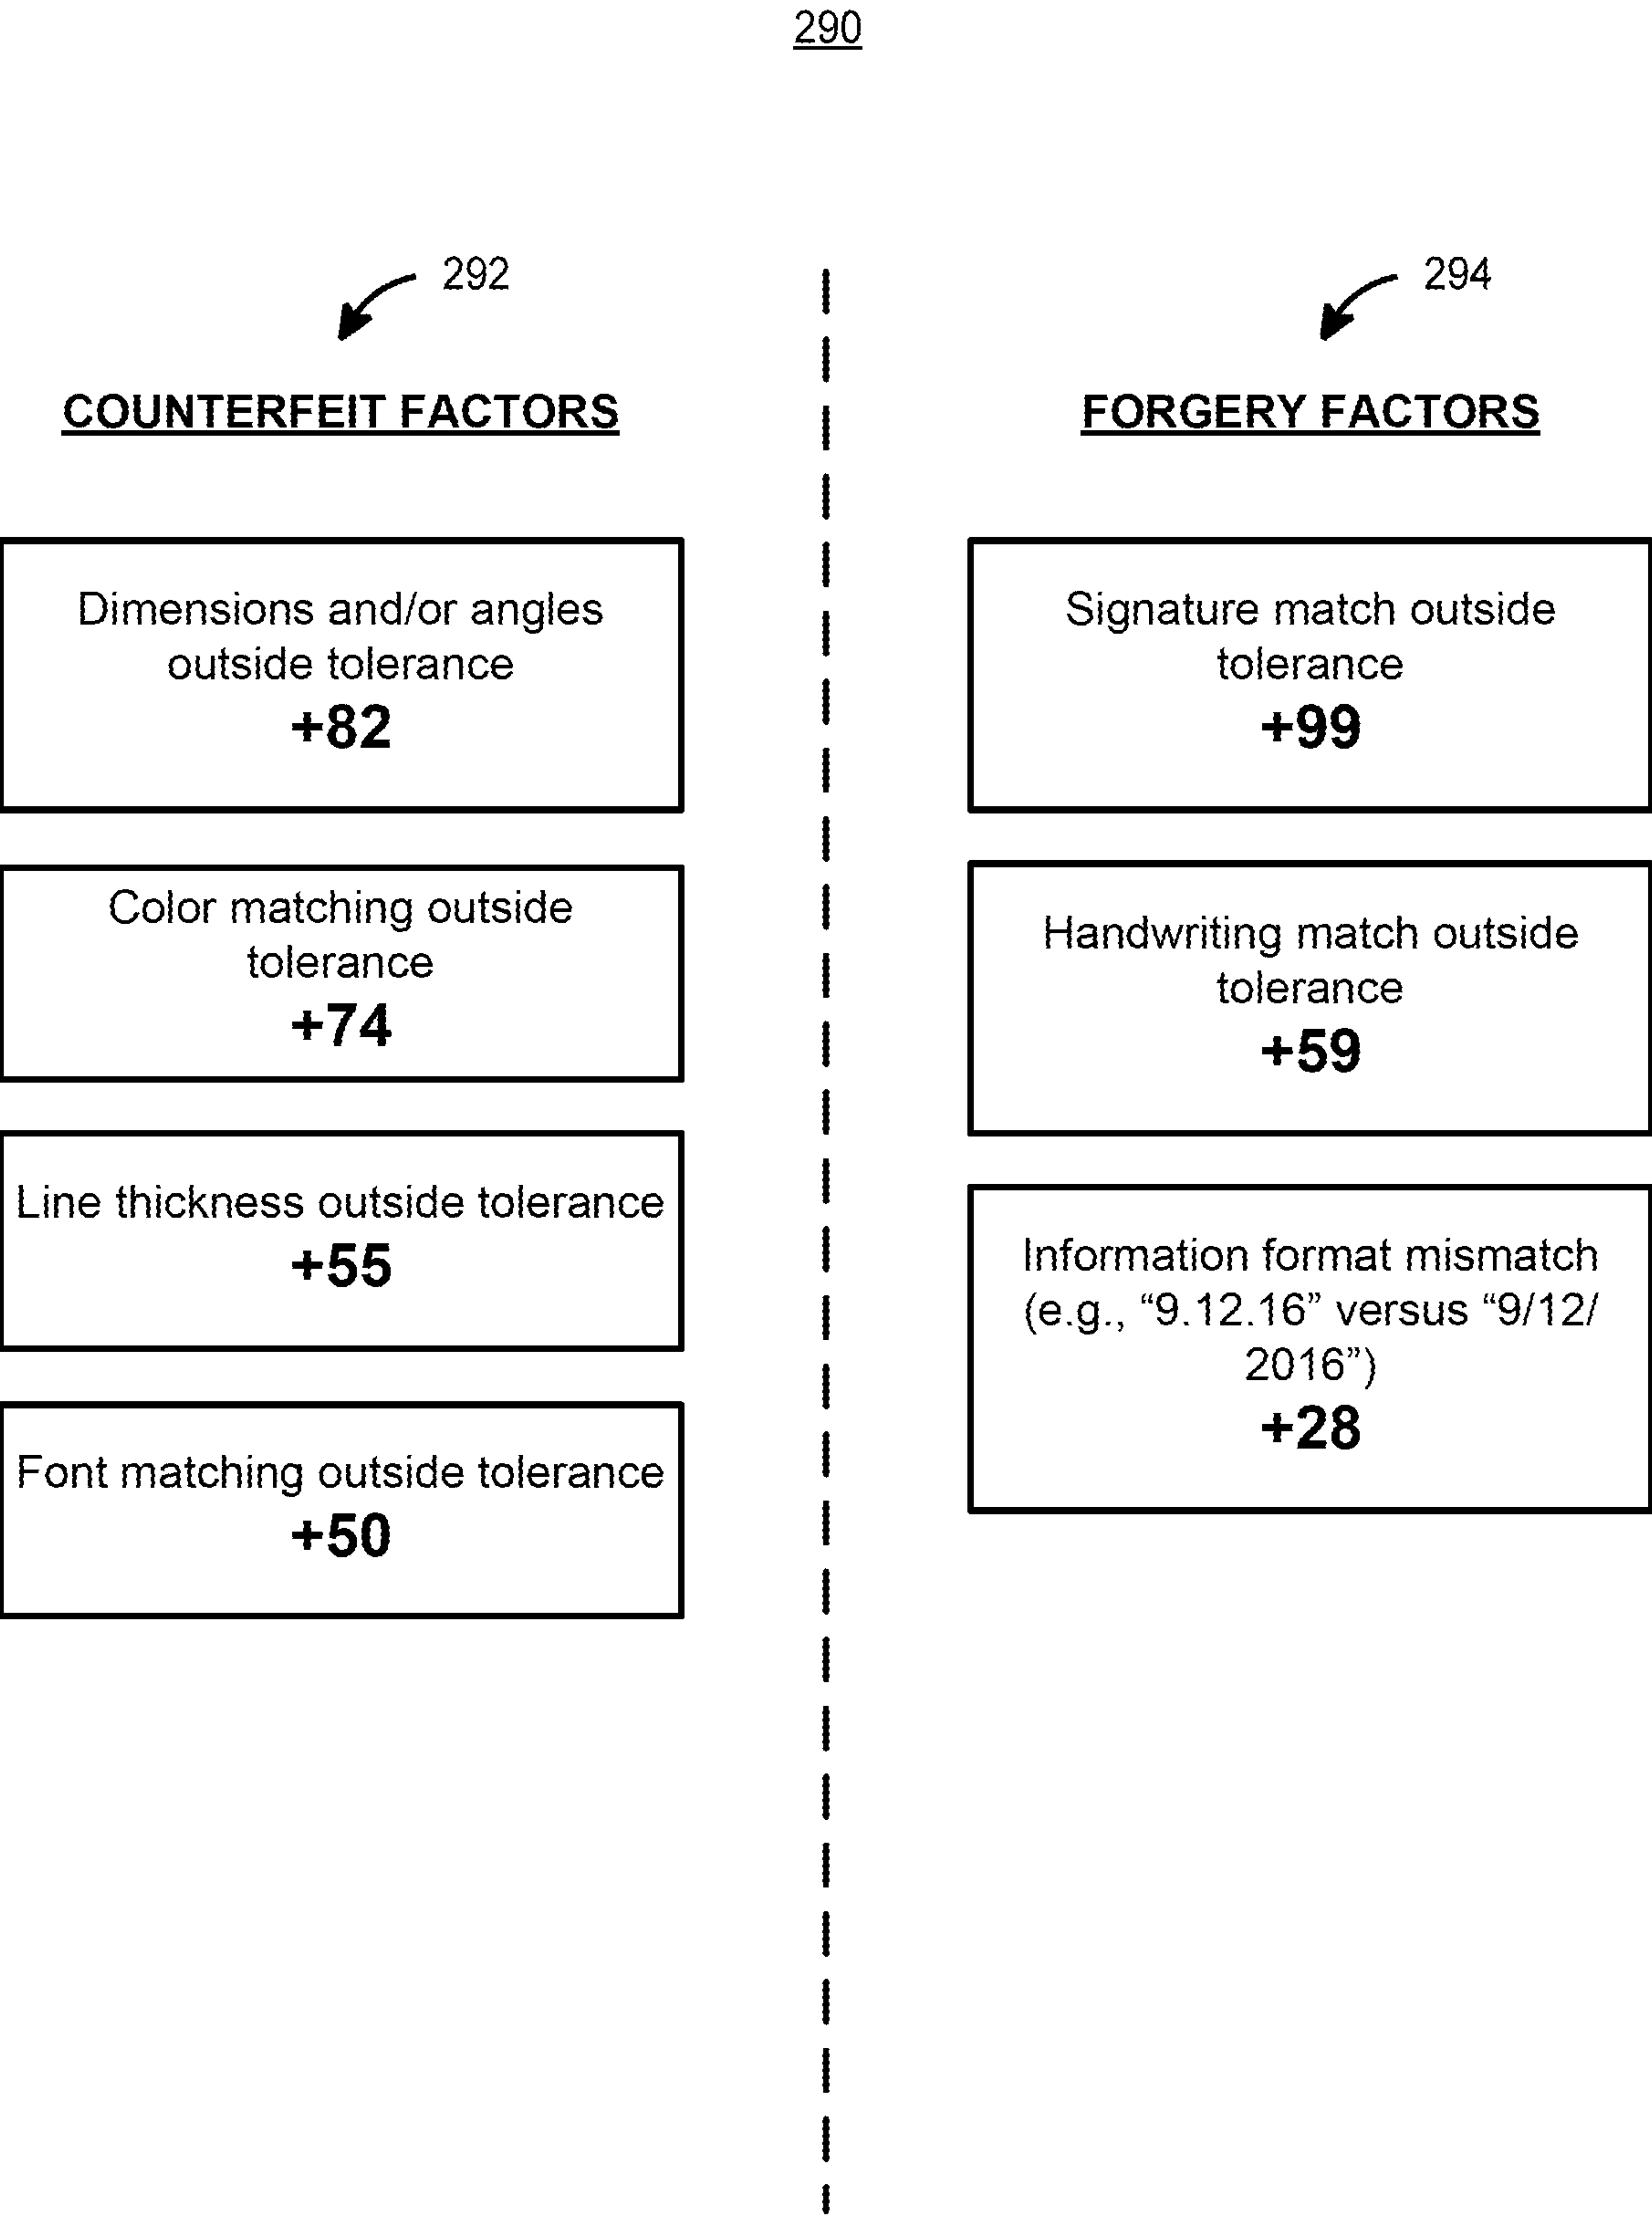 290
292
COUNTERFEIT FACTORS
Dimensions and/or angles
outside tolerance
+82
Color matching outside
tolerance
+74
Line thickness outside tolerance
+55
Font matching outside tolerance
+50
294
FORGERY FACTORS
Signature match outside
tolerance
+99
Handwriting match outside
tolerance
+59
Information format mismatch
(e.g., “9.12.16” versus “9/12/
2016”)
+28